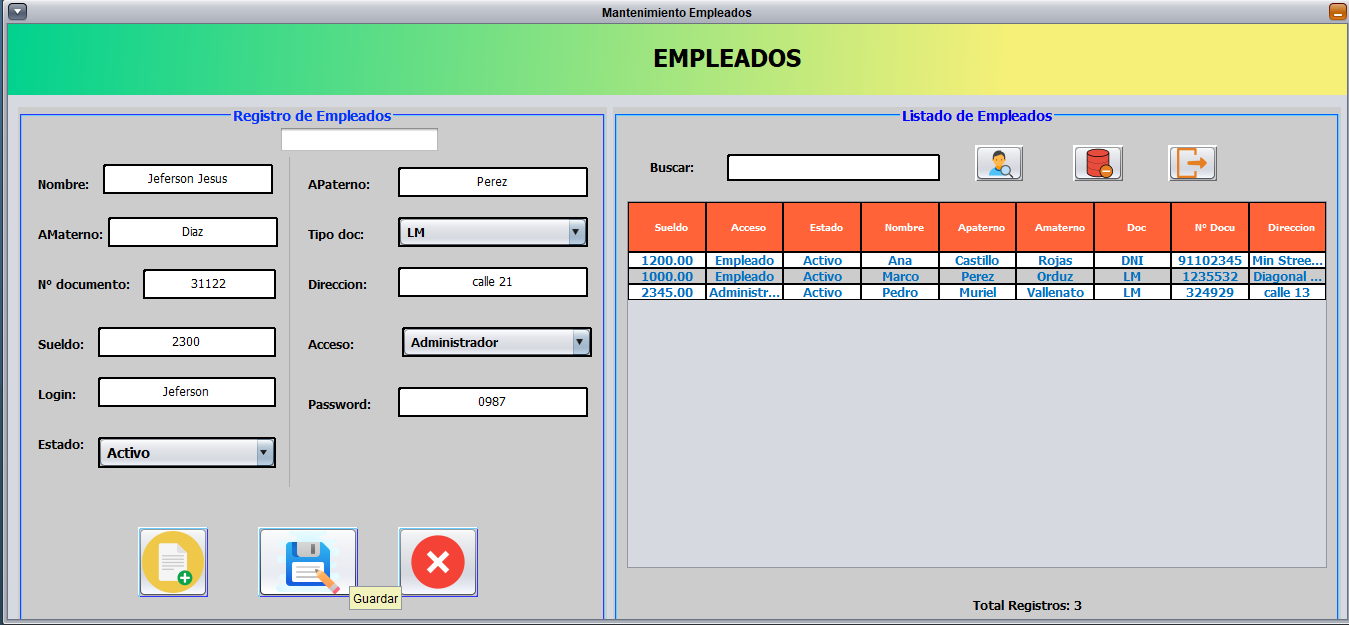 Mantenimiento Empleados
EMPLEADOS
Registro de Empleados
Nombre: Jeferson Jesus APaterno: Perez
AMaterno: Diaz Tipo doc: LM
Nº documento: 31122 Direccion: calle 21
Sueldo: 2300 Acceso: Administrador
Login: Jeferson Password: 0987
Estado: Activo
Guardar
Listado de Empleados
Buscar:
Sueldo Acceso Estado Nombre Apaterno Amaterno Doc Nº Docu Direccion
1200.00 Empleado Activo Ana Castillo Rojas DNI 91102345 Min Stree...
1000.00 Empleado Activo Marco Perez Orduz LM 1235532 Diagonal ...
2345.00 Administr... Activo Pedro Muriel Vallenato LM 324929 calle 13
Total Registros: 3